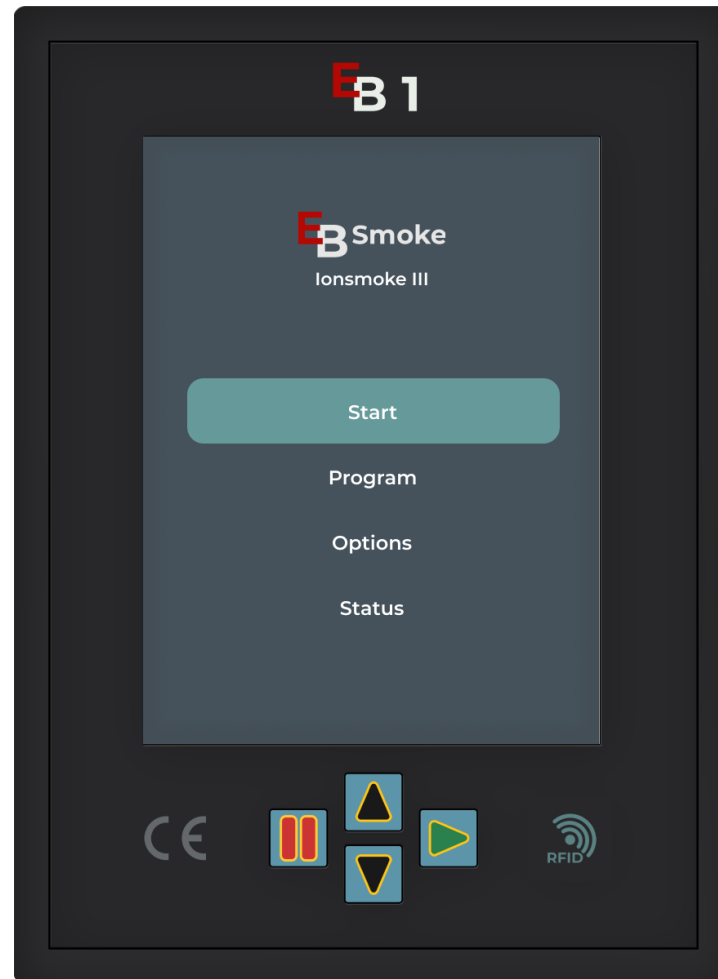 EB 1
EB Smoke
Ionsmoke III
Start
Program
Options
Status
CE
RFID